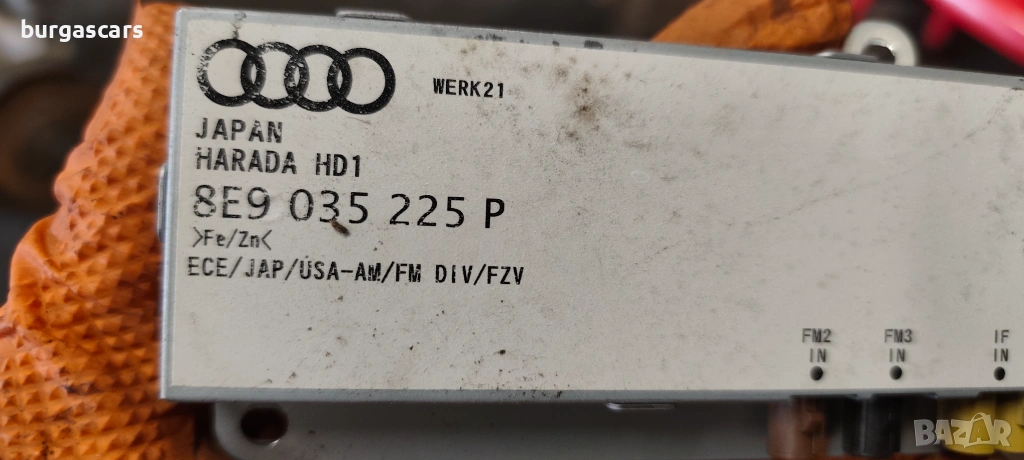 burgascars
WERK21
JAPAN
HARADA HD1
8E9 035 225 P
>Fe/Zn<
ECE/JAP/USA-AM/FM DIV/FZV
FM2 FM3 IF
IN IN IN
BAZAR